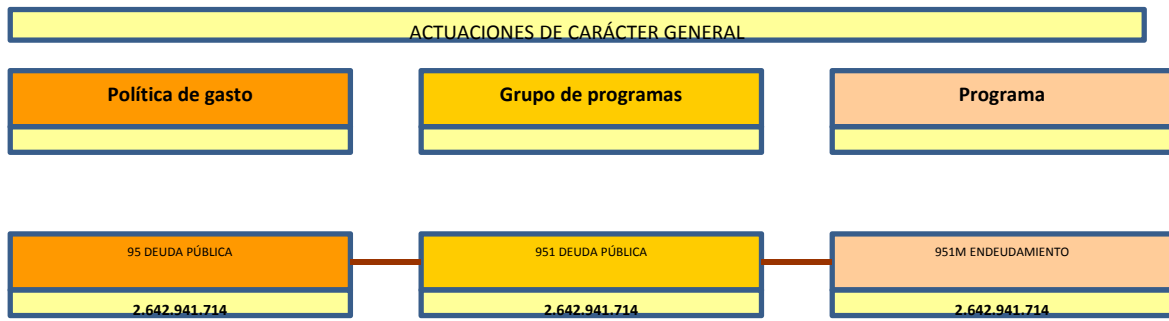 ACTUACIONES DE CARÁCTER GENERAL
Política de gasto
Grupo de programas
Programa
95 DEUDA PÚBLICA
951 DEUDA PÚBLICA
951M ENDEUDAMIENTO
2.642.941.714
2.642.941.714
2.642.941.714